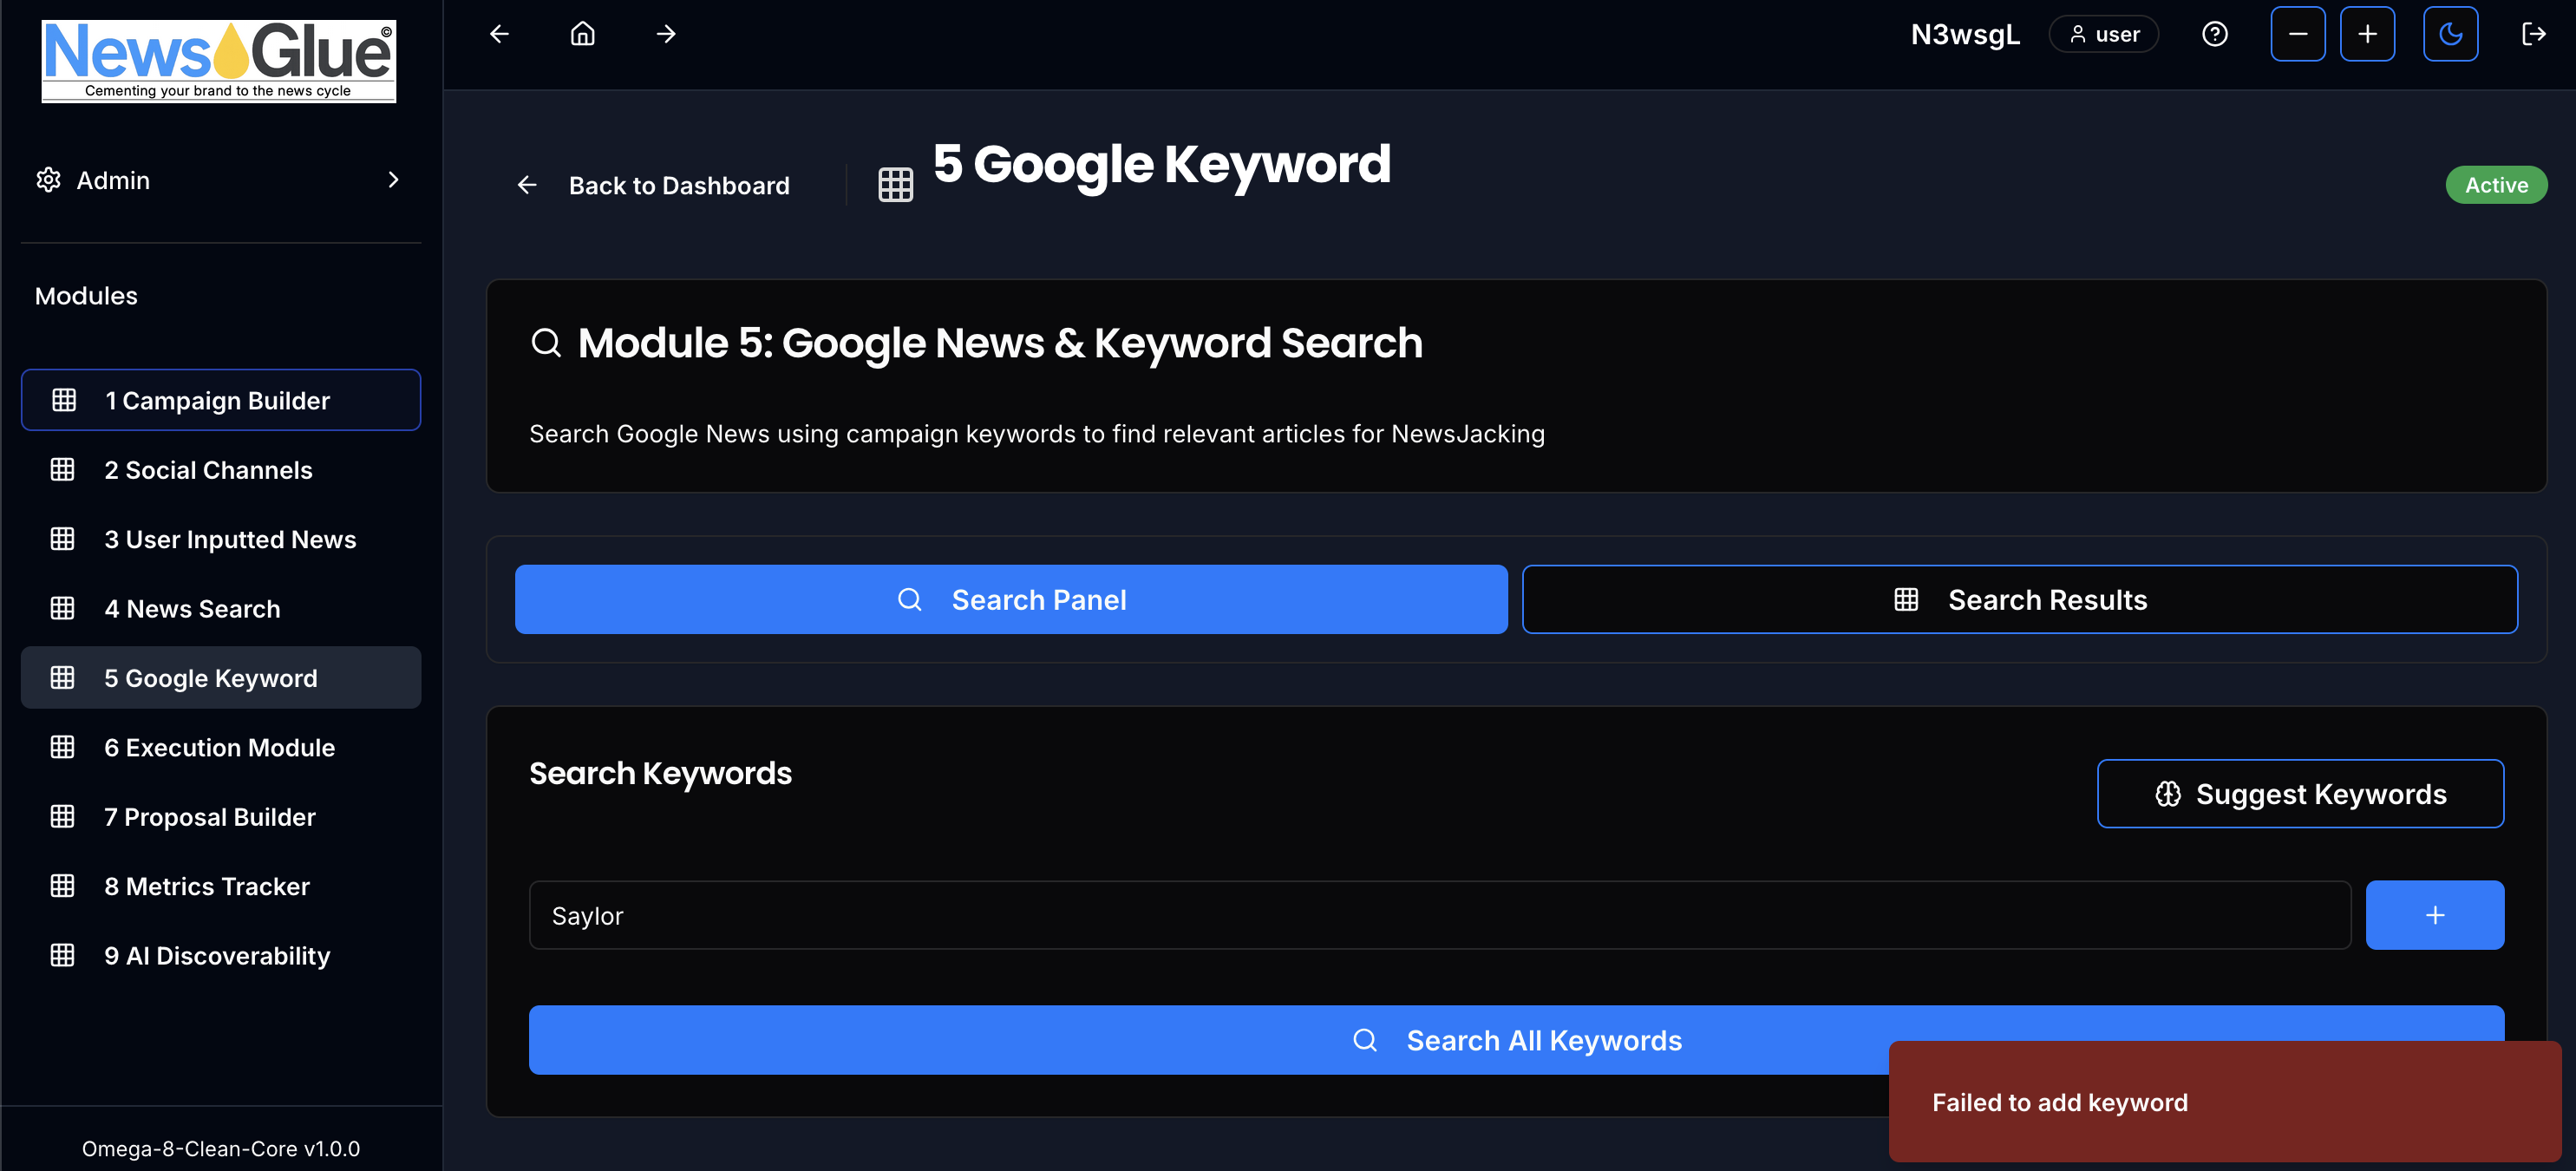 News Glue ©
Cementing your brand to the news cycle
Admin
Modules
1 Campaign Builder
2 Social Channels
3 User Inputted News
4 News Search
5 Google Keyword
6 Execution Module
7 Proposal Builder
8 Metrics Tracker
9 AI Discoverability
Omega-8-Clean-Core v1.0.0
N3wsgL
user
Back to Dashboard
5 Google Keyword
Active
Module 5: Google News & Keyword Search
Search Google News using campaign keywords to find relevant articles for NewsJacking
Search Panel
Search Results
Search Keywords
Suggest Keywords
Saylor
Search All Keywords
Failed to add keyword